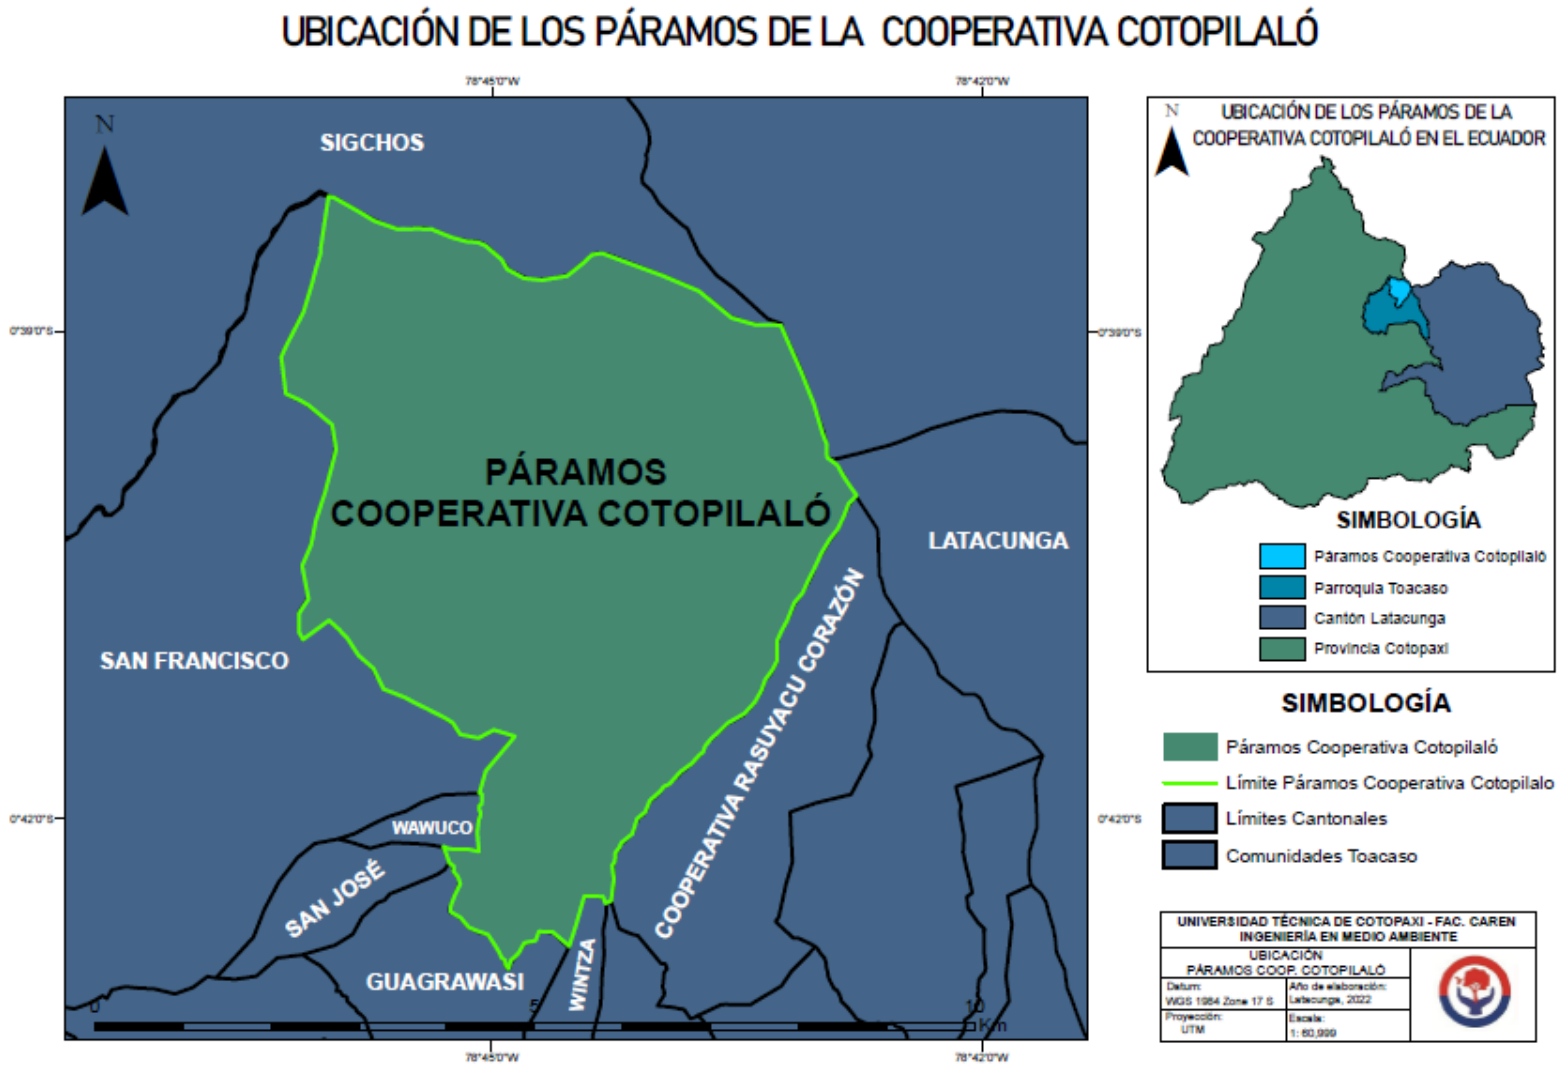 UBICACIÓN DE LOS PÁRAMOS DE LA COOPERATIVA COTOPILALÓ
78°45'0"W
78°42'0"W
N
SIGCHOS
0°39'0"S
0°39'0"S
PÁRAMOS
COOPERATIVA COTOPILALÓ
LATACUNGA
SAN FRANCISCO
COOPERATIVA RASUYACU CORAZÓN
0°42'0"S
0°42'0"S
WAWUCO
SAN JOSÉ
GUAGRAWASI
WINTZA
0
5
10
Km
78°45'0"W
78°42'0"W
N
UBICACIÓN DE LOS PÁRAMOS DE LA
COOPERATIVA COTOPILALÓ EN EL ECUADOR
SIMBOLOGÍA
Páramos Cooperativa Cotopilaló
Parroquia Toacaso
Cantón Latacunga
Provincia Cotopaxi
SIMBOLOGÍA
Páramos Cooperativa Cotopilaló
Límite Páramos Cooperativa Cotopilalo
Límites Cantonales
Comunidades Toacaso
UNIVERSIDAD TÉCNICA DE COTOPAXI - FAC. CAREN
INGENIERÍA EN MEDIO AMBIENTE
UBICACIÓN
PÁRAMOS COOP. COTOPILALÓ
Datum:
WGS 1984 Zone 17 S
Año de elaboración:
Latacunga, 2022
Proyección:
UTM
Escala:
1: 60,999